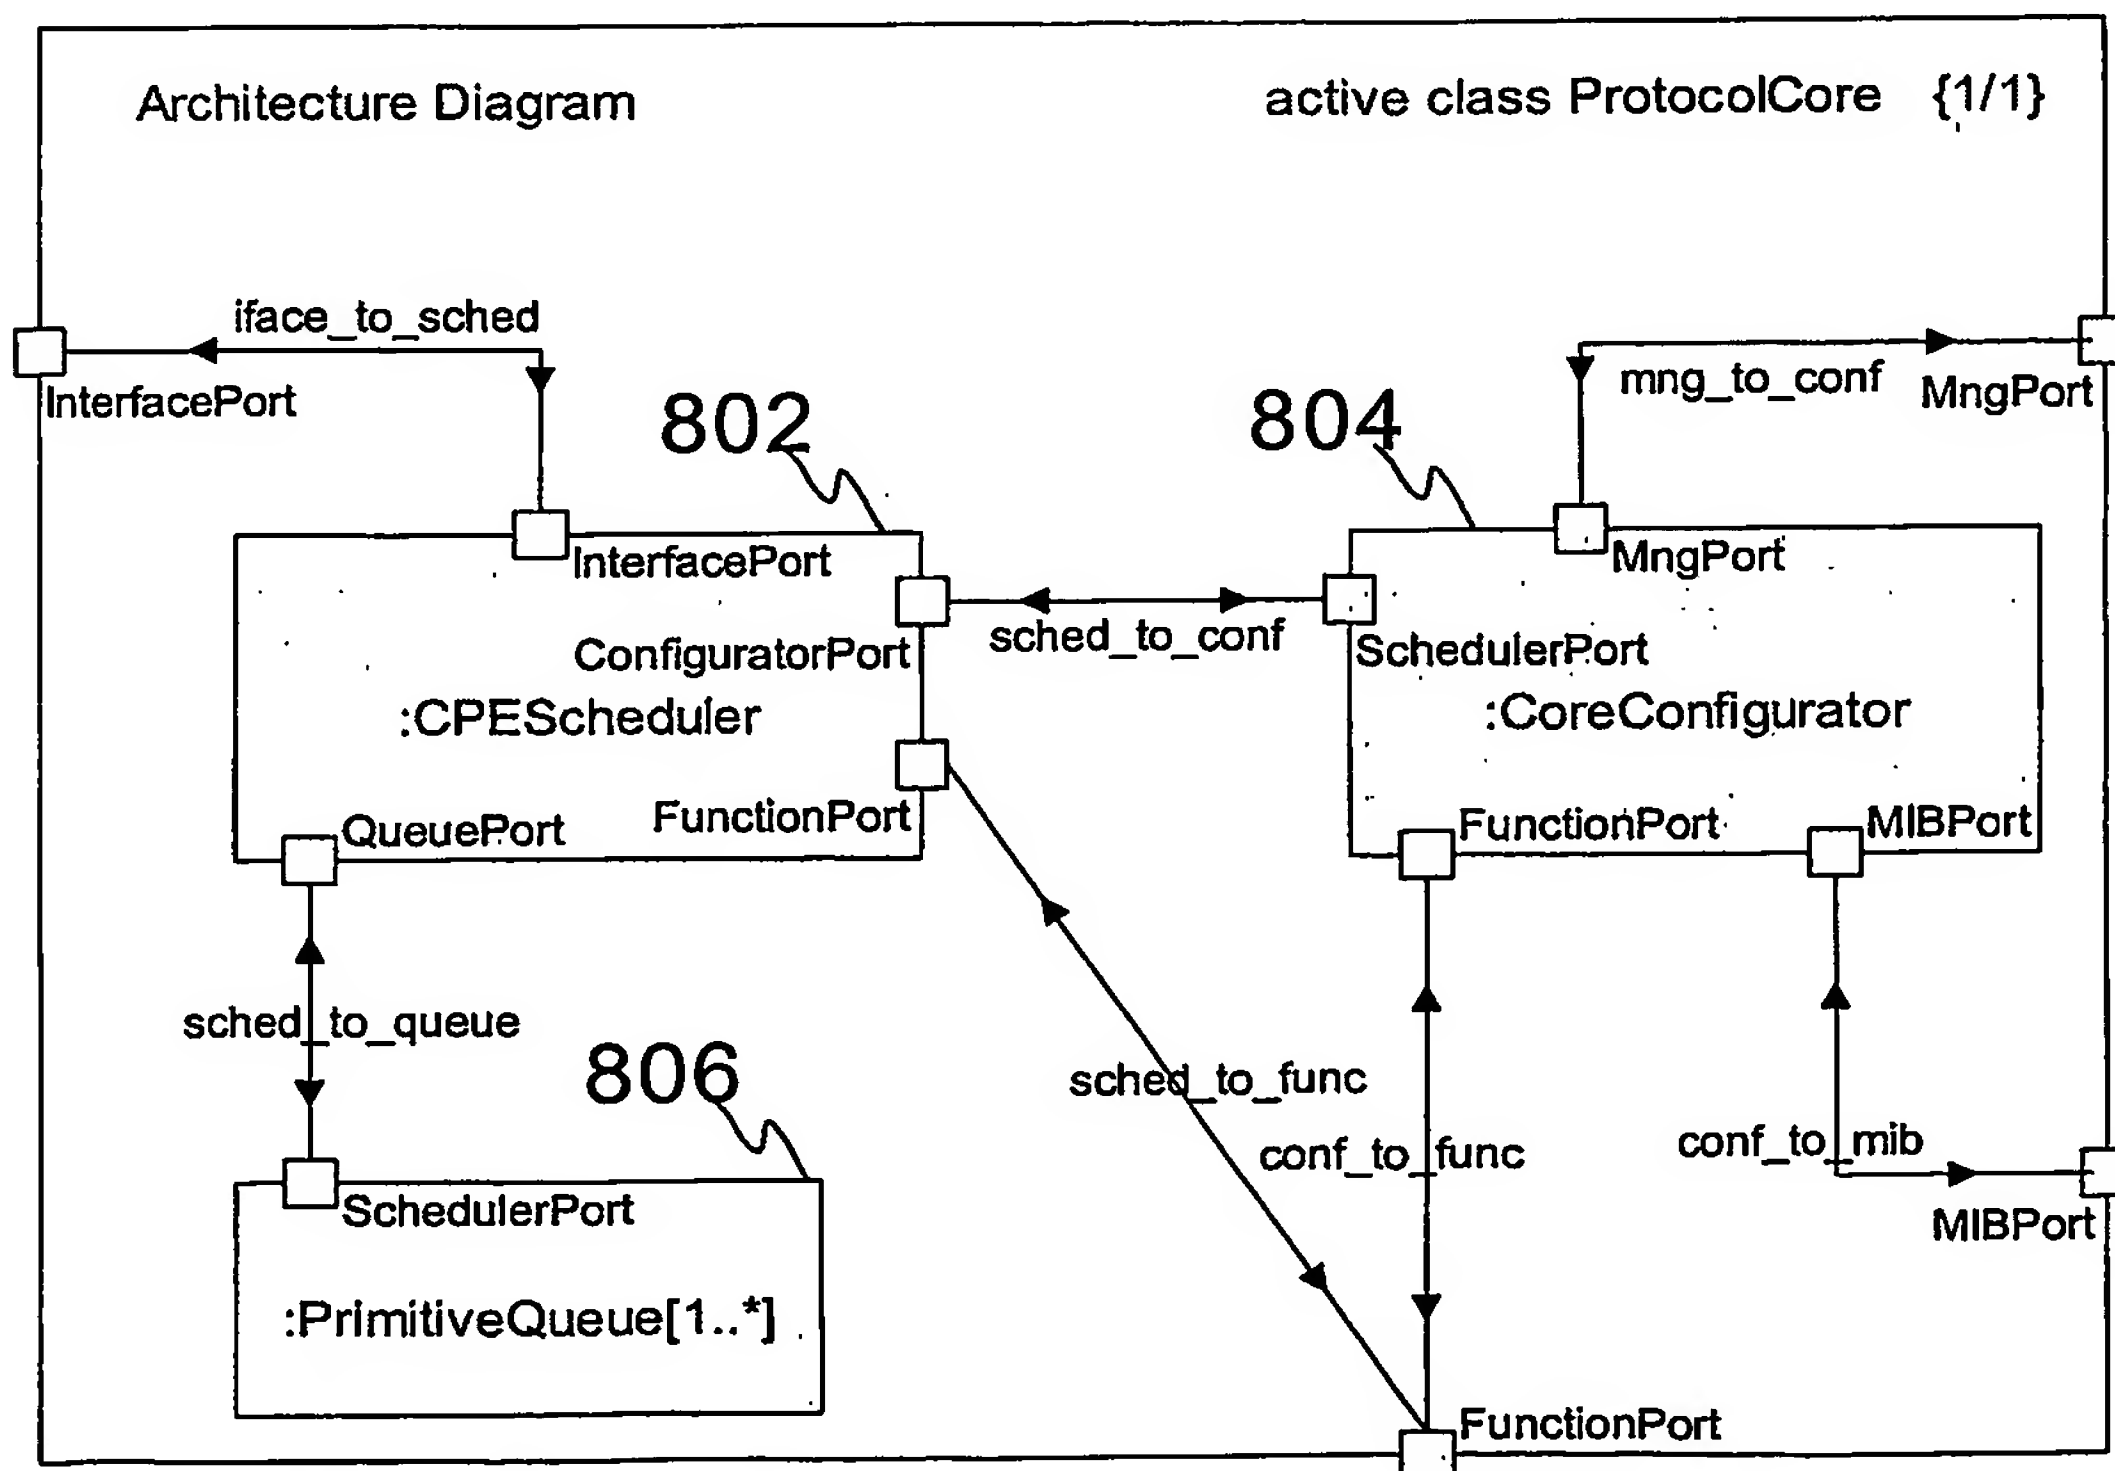 Architecture Diagram
active class ProtocolCore {1/1}
iface_to_sched
InterfacePort
mng_to_conf
MngPort
802
804
InterfacePort
MngPort
ConfiguratorPort
sched_to_conf
SchedulerPort
:CPEScheduler
:CoreConfigurator
QueuePort
FunctionPort
FunctionPort
MIBPort
sched_to_queue
806
sched_to_func
conf_to_func
conf_to_mib
SchedulerPort
MIBPort
:PrimitiveQueue[1..*]
FunctionPort